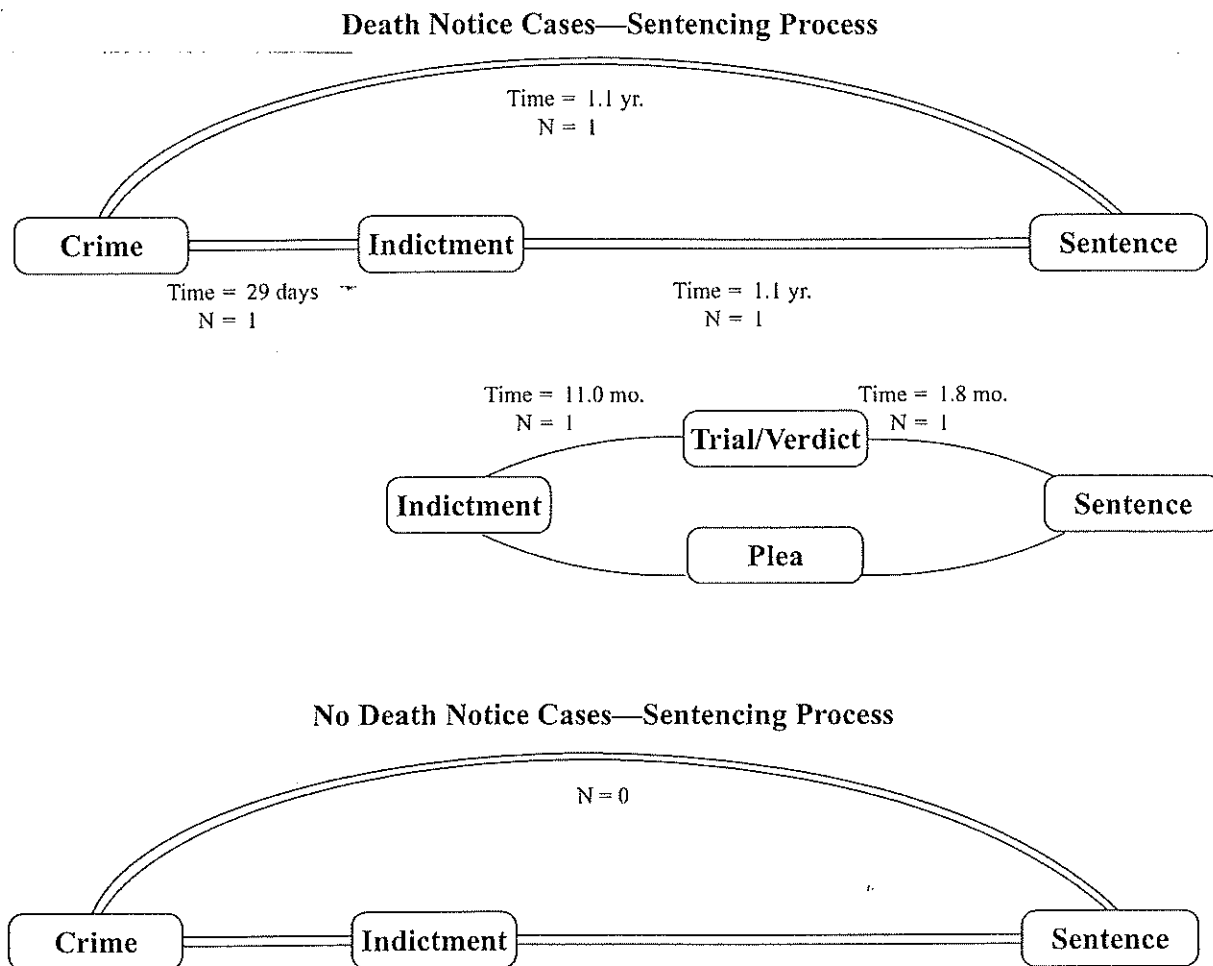 Death Notice Cases—Sentencing Process
Time = 1.1 yr.
N = 1
Crime
Indictment
Sentence
Time = 29 days
N = 1
Time = 1.1 yr.
N = 1
Time = 11.0 mo.
N = 1
Time = 1.8 mo.
N = 1
Trial/Verdict
Indictment
Sentence
Plea
No Death Notice Cases—Sentencing Process
N = 0
Crime
Indictment
Sentence